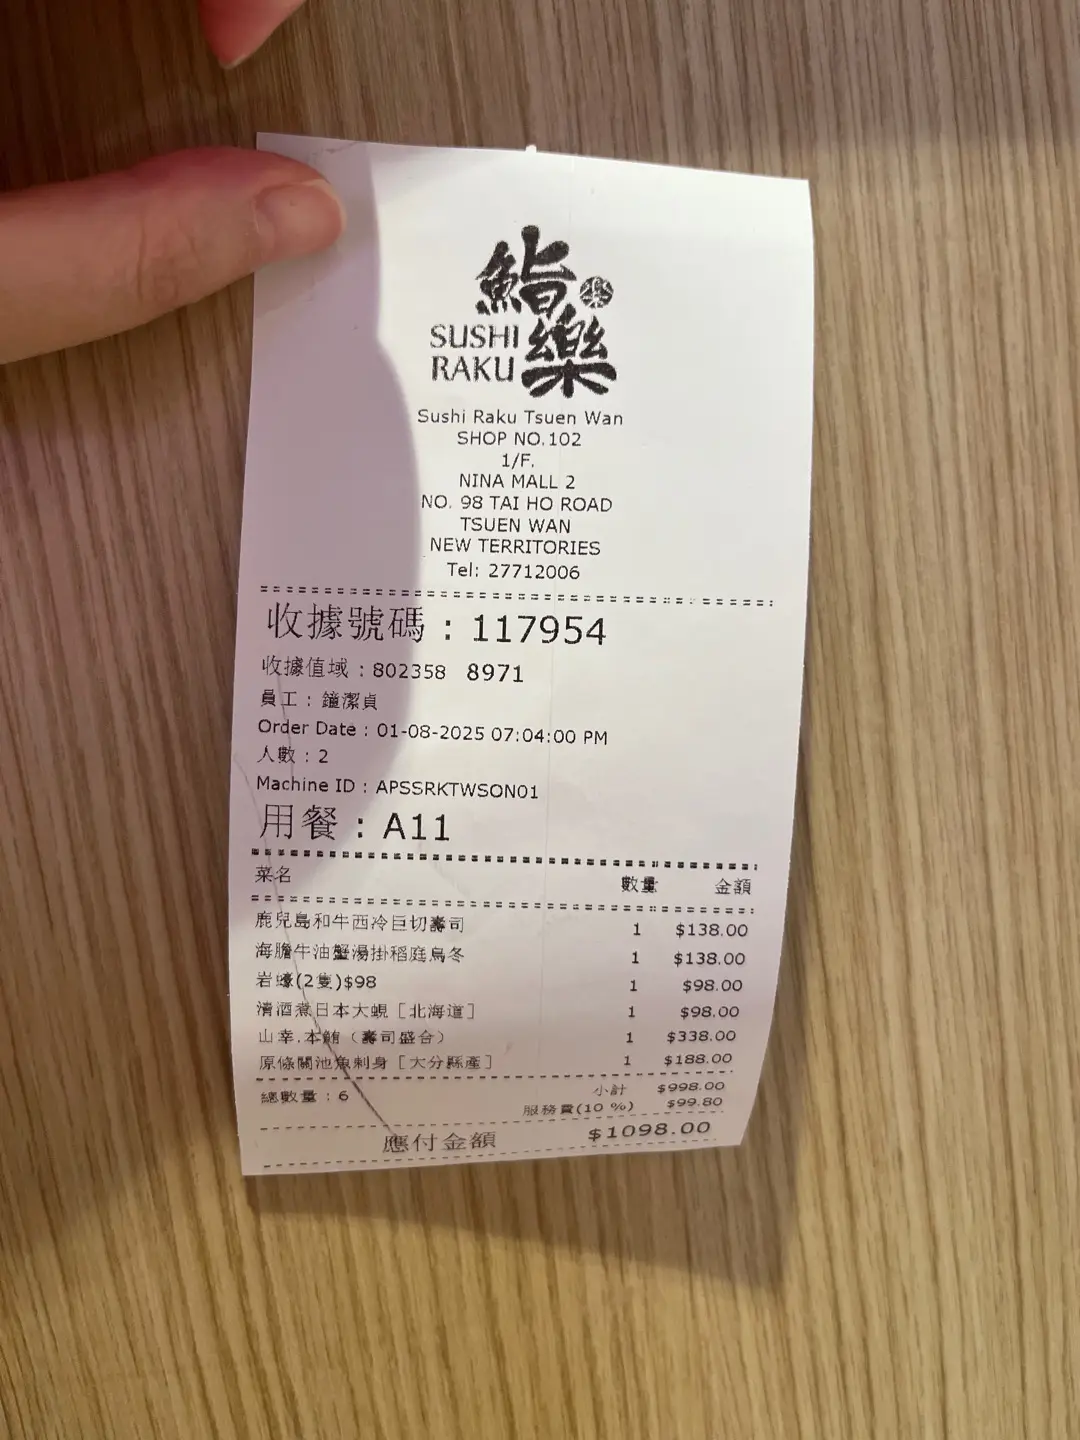 鮨樂
SUSHI
RAKU
Sushi Raku Tsuen Wan
SHOP NO.102
1/F.
NINA MALL 2
NO. 98 TAI HO ROAD
TSUEN WAN
NEW TERRITORIES
Tel: 27712006
收據號碼 : 117954
收據值域 : 802358 8971
員工 : 鐘潔貞
Order Date : 01-08-2025 07:04:00 PM
人數 : 2
Machine ID : APSSRKTWSON01
用餐 : A11
菜名 數量 金額
鹿兒島和牛西冷巨切壽司 1 $138.00
海膽牛油蟹湯掛稻庭烏冬 1 $138.00
岩蠔(2隻)$98 1 $98.00
清酒煮日本大蜆［北海道］ 1 $98.00
山幸.本鮪（壽司盛合） 1 $338.00
原條關池魚刺身［大分縣產］ 1 $188.00
總數量 : 6 小計 $998.00
服務費(10 %) $99.80
應付金額 $1098.00